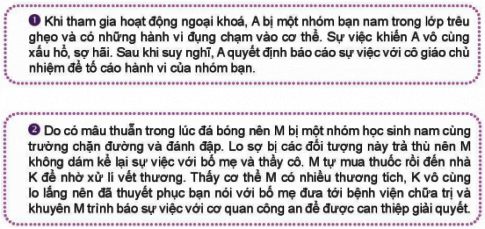 ❶ Khi tham gia hoạt động ngoại khoá, A bị một nhóm bạn nam trong lớp trêu
ghẹo và có những hành vi đụng chạm vào cơ thể. Sự việc khiến A vô cùng
xấu hổ, sợ hãi. Sau khi suy nghĩ, A quyết định báo cáo sự việc với cô giáo chủ
nhiệm để tố cáo hành vi của nhóm bạn.
❷ Do có mâu thuẫn trong lúc đá bóng nên M bị một nhóm học sinh nam cùng
trường chặn đường và đánh đập. Lo sợ bị các đối tượng này trả thù nên M
không dám kể lại sự việc với bố mẹ và thầy cô. M tự mua thuốc rồi đến nhà
K để nhờ xử lí vết thương. Thấy cơ thể M có nhiều thương tích, K vô cùng
lo lắng nên đã thuyết phục bạn nói với bố mẹ đưa tới bệnh viện chữa trị và
khuyên M trình báo sự việc với cơ quan công an để được can thiệp giải quyết.